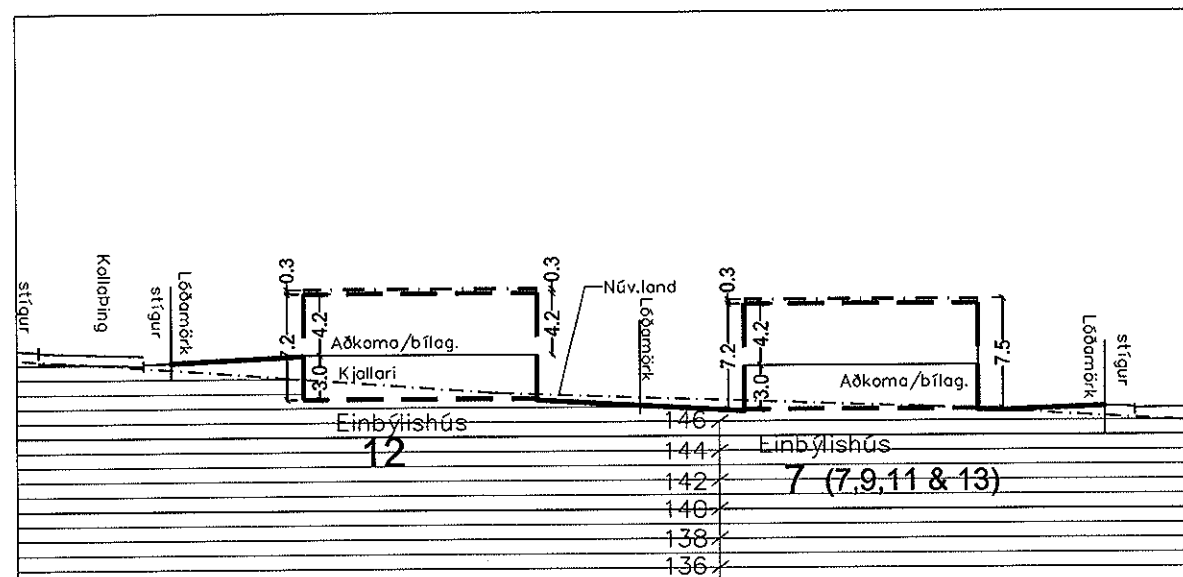 stígur
Kollaþing
stígur
Lóðamörk
0.3
7.2
4.2
3.0
Aðkoma/bílag.
Kjallari
0.3
4.2
Núv.land
Lóðamörk
0.3
7.2
4.2
3.0
Aðkoma/bílag.
7.5
Lóðamörk
stígur
Einbýlishús
12
Einbýlishús
7 (7,9,11 & 13)
146
144
142
140
138
136